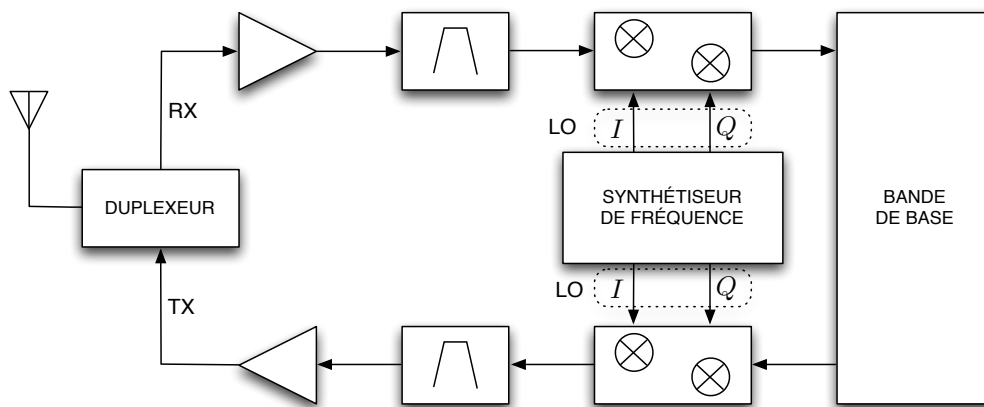 RX
LO
I
Q
DUPLEXEUR
SYNTHÉTISEUR
DE FRÉQUENCE
BANDE
DE BASE
LO
I
Q
TX